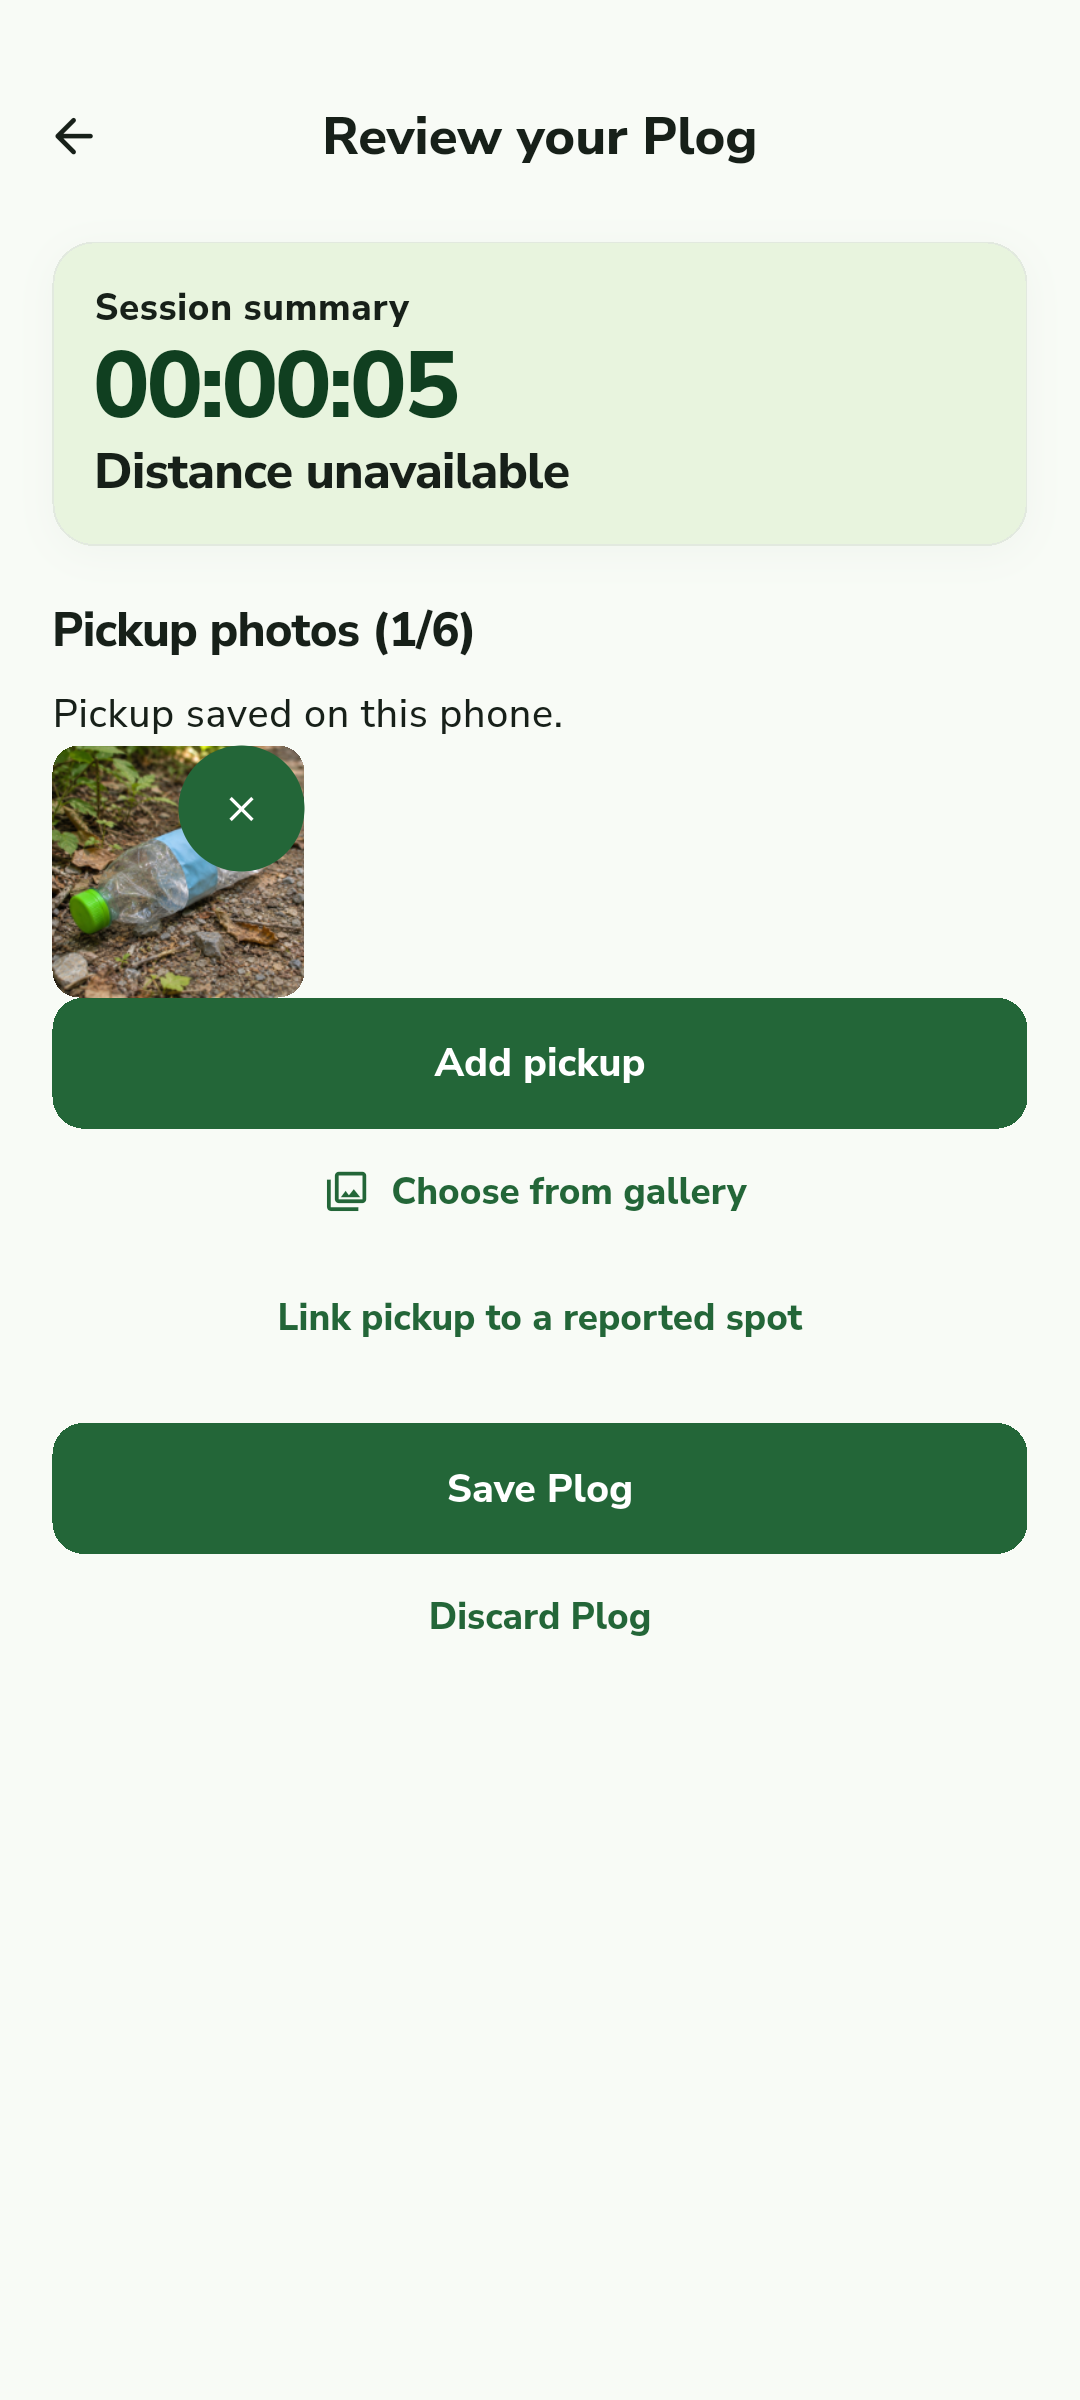 Review your Plog
Session summary
00:00:05
Distance unavailable
Pickup photos (1/6)
Pickup saved on this phone.
Add pickup
Choose from gallery
Link pickup to a reported spot
Save Plog
Discard Plog